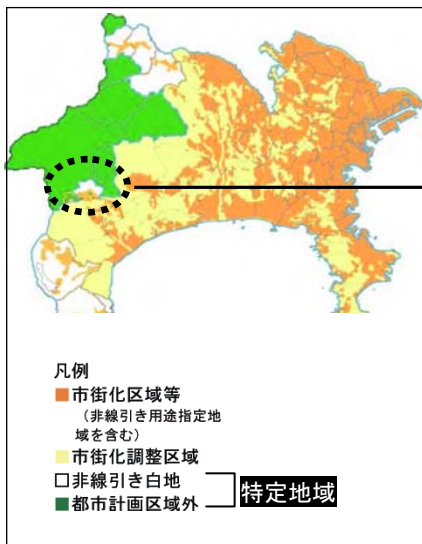 凡例
市街化区域等
（非線引き用途指定地
域を含む）
市街化調整区域
非線引き白地
都市計画区域外
特定地域